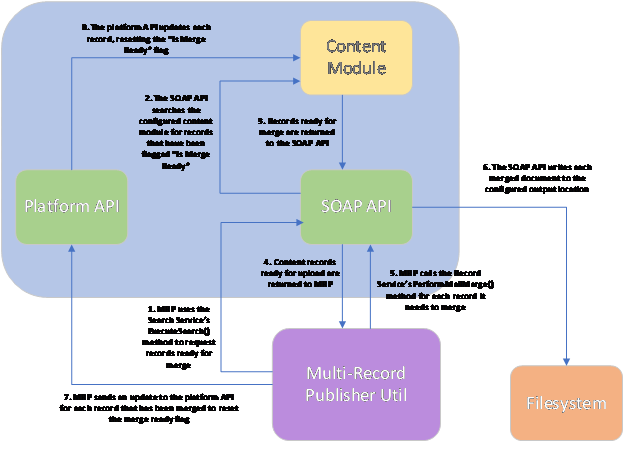 8. The platform API updates each
record, resetting the "Is Merge
Ready" flag
Content
Module
2. The SOAP API
searches the
configured content
module for records
that have been
flagged "Is Merge
Ready"
3. Records ready for
merge are returned
to the SOAP API
6. The SOAP API writes each
merged document to the
configured output location
Platform API
SOAP API
4. Content records
ready for upload are
returned to MRP
5. MRP calls the Record
Service's PerformMailMerge()
method for each record it
needs to merge
1. MRP uses the
Search Service's
ExecuteSearch()
method to request
records ready for
merge
Multi-Record
Publisher Util
Filesystem
7. MRP sends an update to the platform API
for each record that has been merged to reset
the merge ready flag